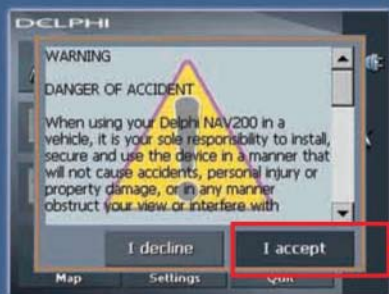 DELPHI
WARNING
DANGER OF ACCIDENT
When using your Delphi NAV200 in a
vehicle, it is your sole responsibility to install,
secure and use the device in a manner that
will not cause accidents, personal injury or
property damage, or in any manner
obstruct your view or interfere with
I decline
I accept
Map
Settings
Quit